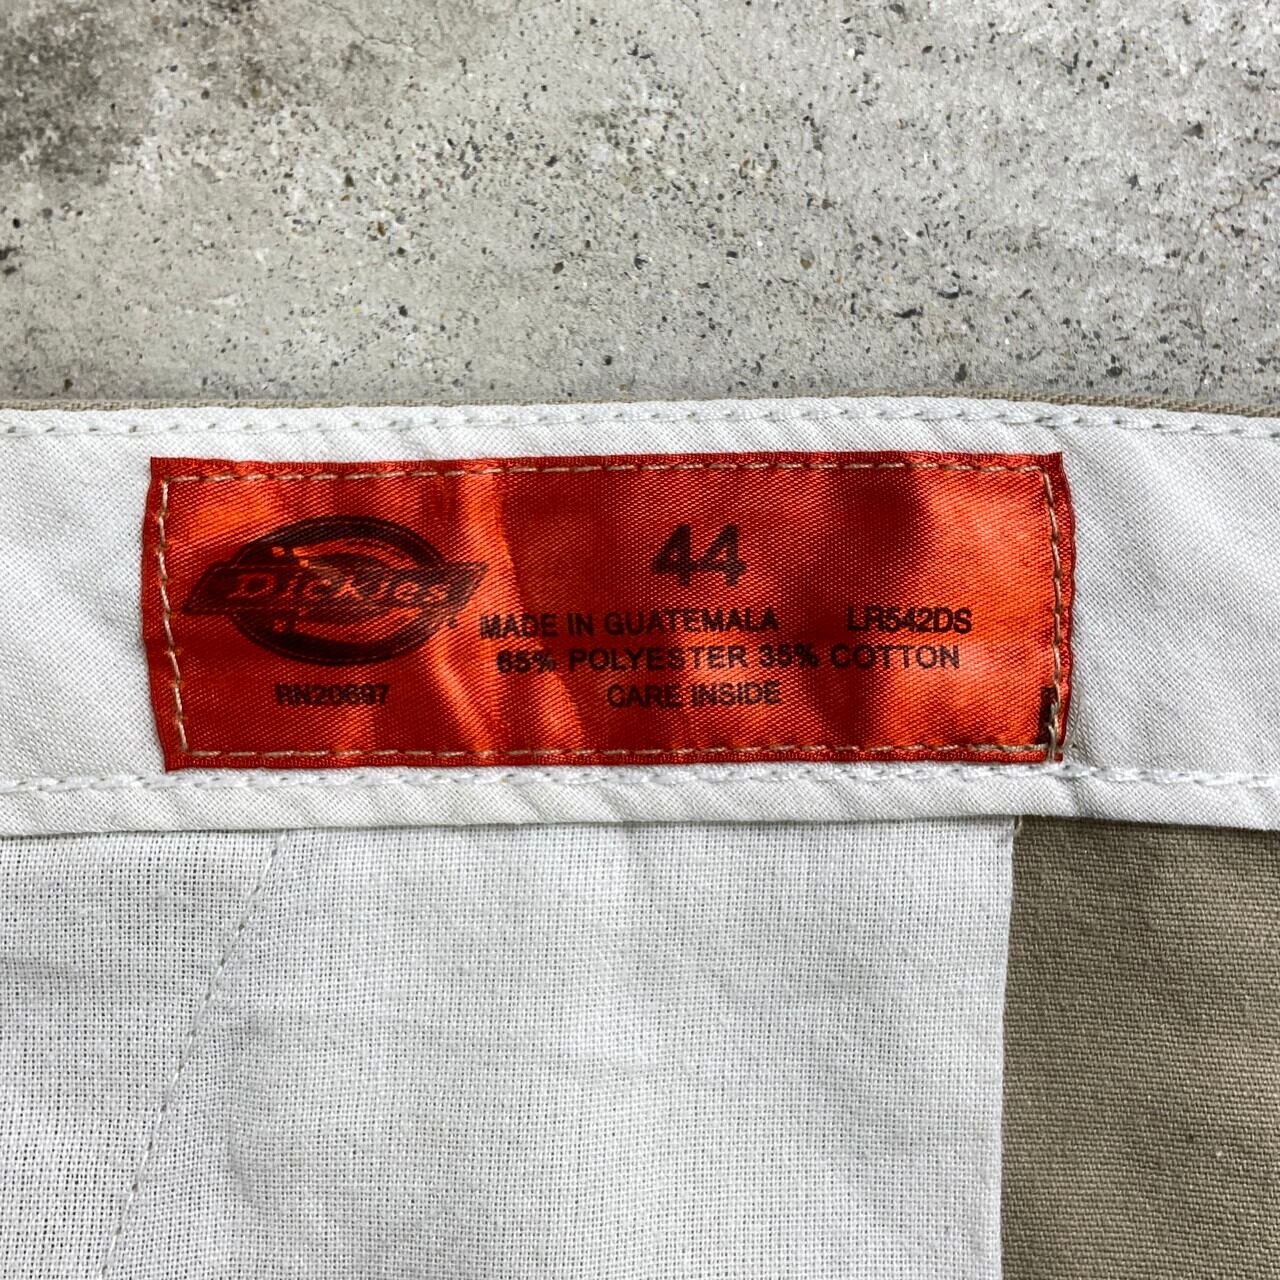 Dickies
44
MADE IN GUATEMALA LR542DS
65% POLYESTER 35% COTTON
RN20697 CARE INSIDE